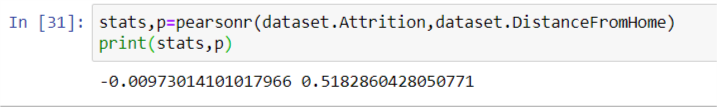 In [31]: stats,p=pearsonr(dataset.Attrition,dataset.DistanceFromHome)
print(stats,p)
-0.00973014101017966 0.5182860428050771